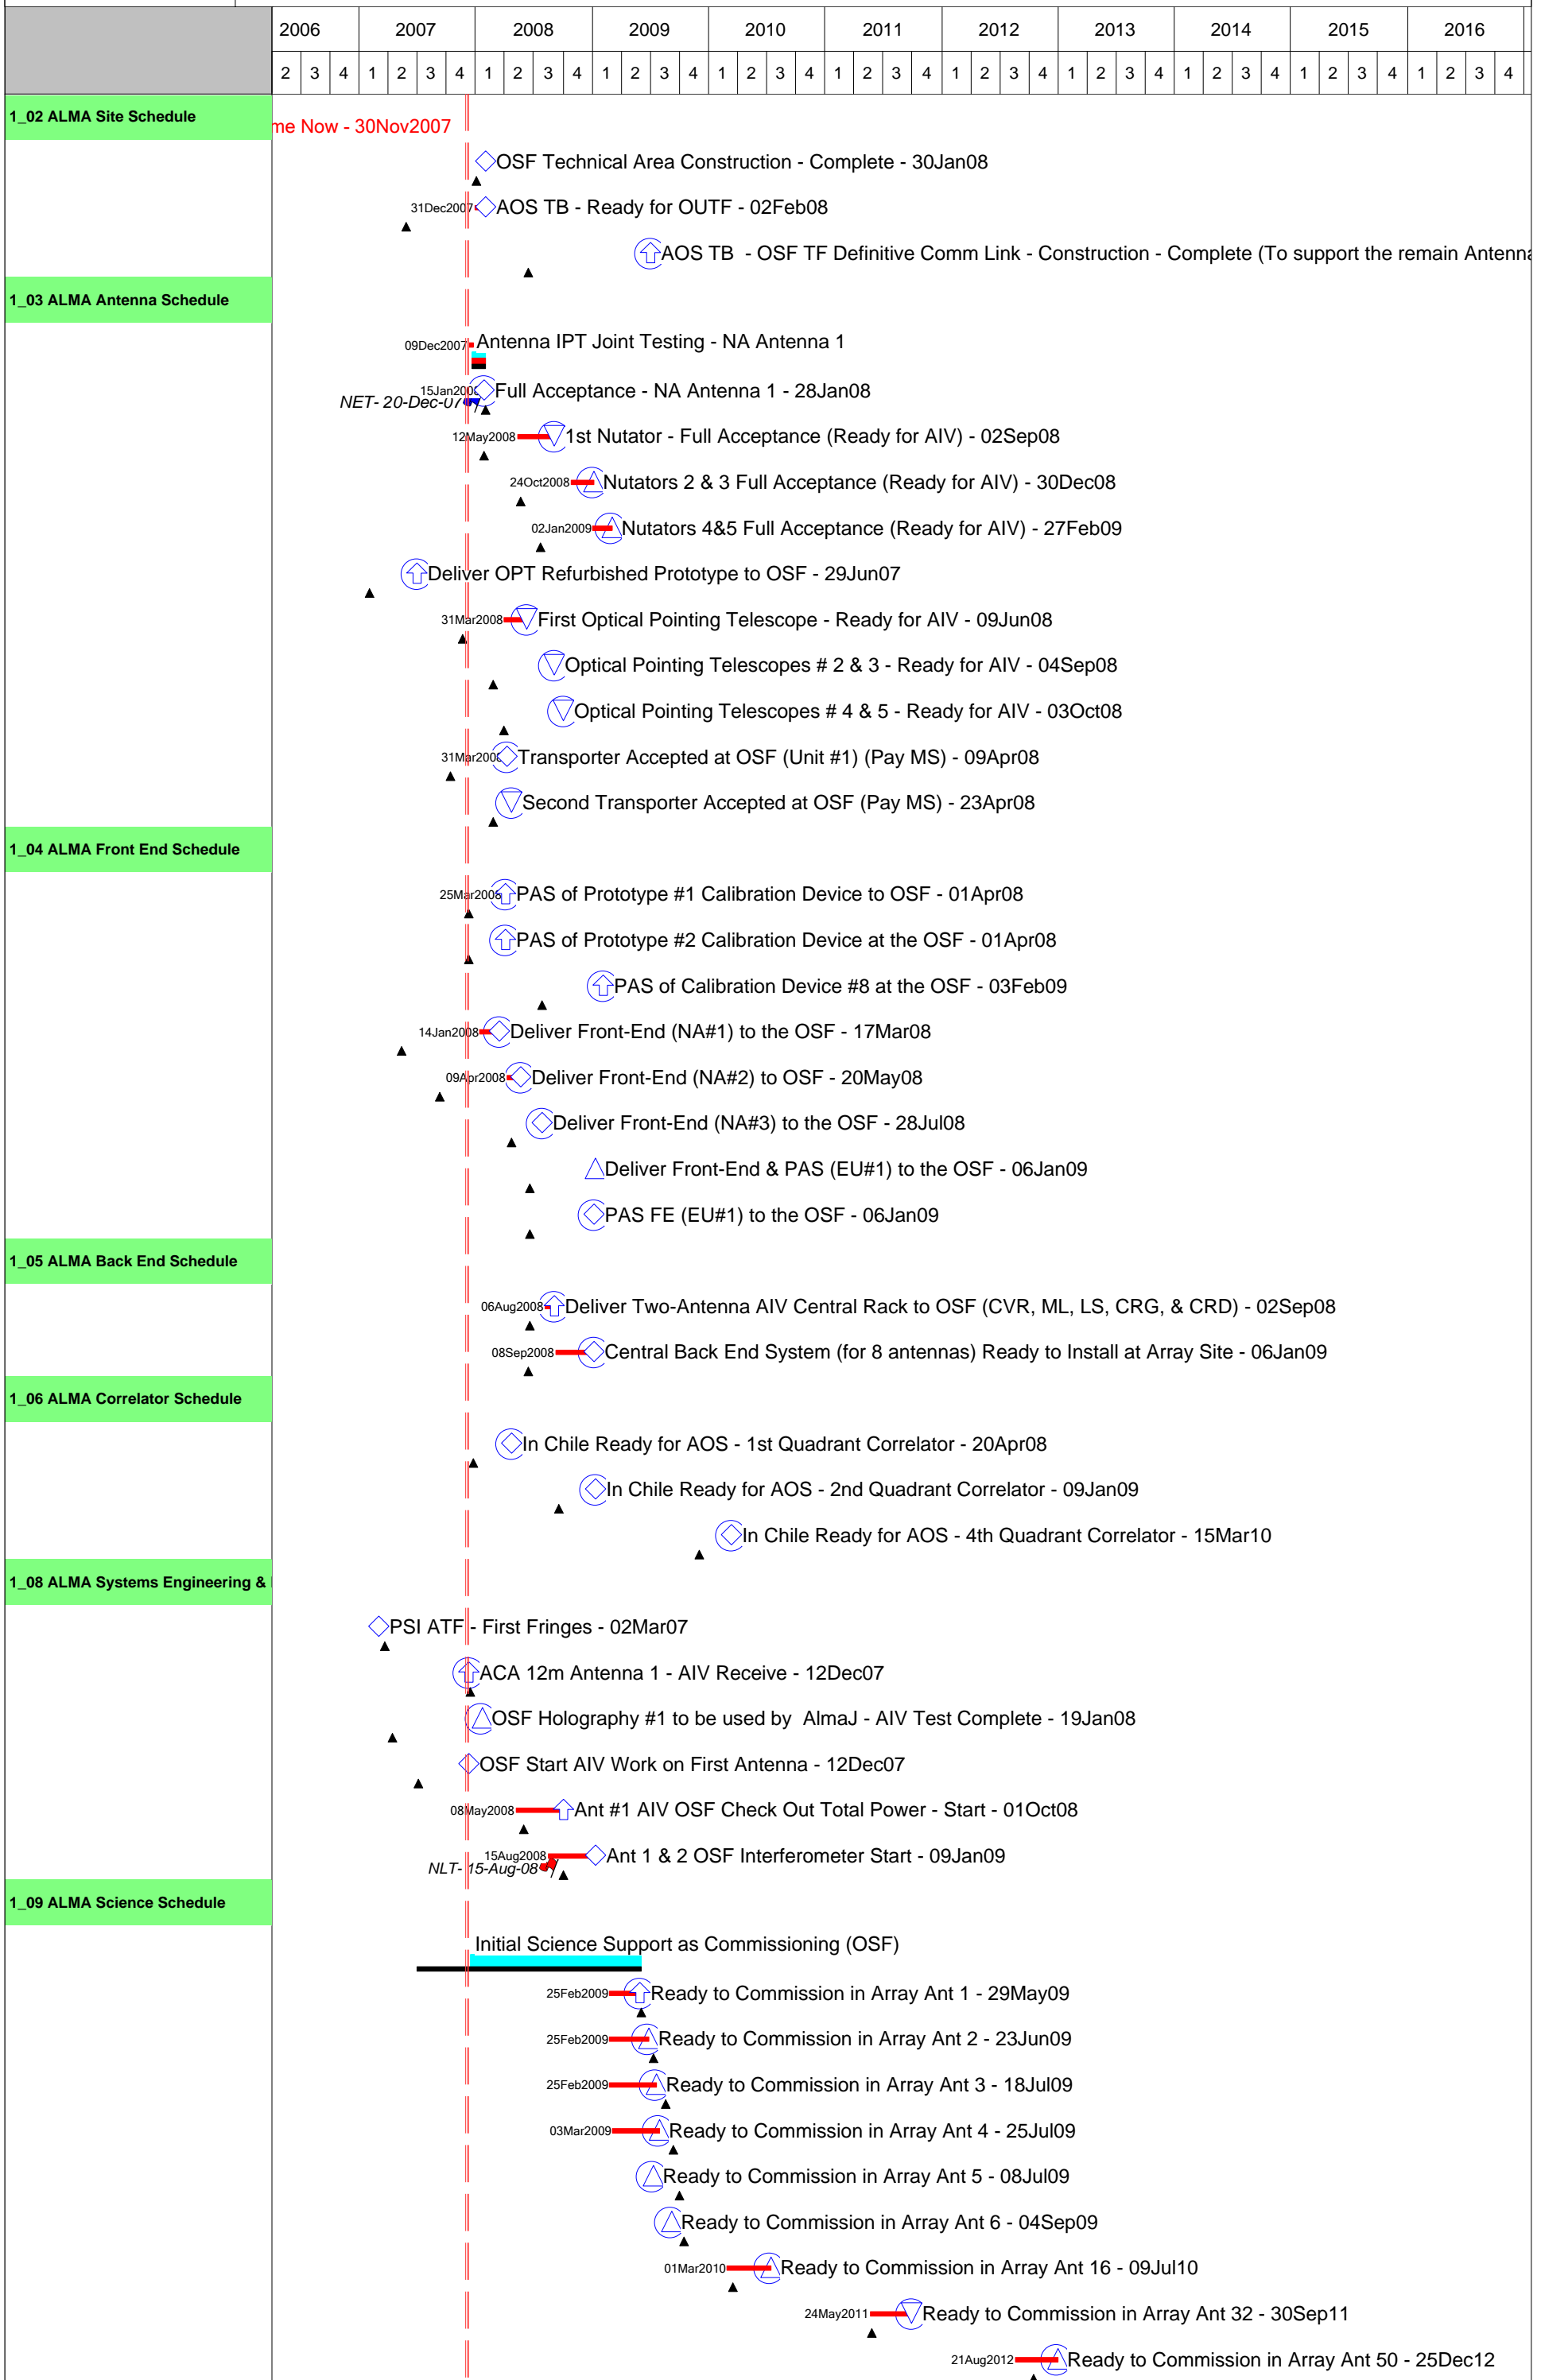 2006 2007 2008 2009 2010 2011 2012 2013 2014 2015 2016
2 3 4 1 2 3 4 1 2 3 4 1 2 3 4 1 2 3 4 1 2 3 4 1 2 3 4 1 2 3 4 1 2 3 4 1 2 3 4 1 2 3 4
1_02 ALMA Site Schedule
me Now - 30Nov2007
OSF Technical Area Construction - Complete - 30Jan08
31Dec2007 AOS TB - Ready for OUTF - 02Feb08
AOS TB - OSF TF Definitive Comm Link - Construction - Complete (To support the remain Antenna
1_03 ALMA Antenna Schedule
09Dec2007 Antenna IPT Joint Testing - NA Antenna 1
15Jan2008 Full Acceptance - NA Antenna 1 - 28Jan08
NET- 20-Dec-07
12May2008 1st Nutator - Full Acceptance (Ready for AIV) - 02Sep08
24Oct2008 Nutators 2 & 3 Full Acceptance (Ready for AIV) - 30Dec08
02Jan2009 Nutators 4&5 Full Acceptance (Ready for AIV) - 27Feb09
Deliver OPT Refurbished Prototype to OSF - 29Jun07
31Mar2008 First Optical Pointing Telescope - Ready for AIV - 09Jun08
Optical Pointing Telescopes # 2 & 3 - Ready for AIV - 04Sep08
Optical Pointing Telescopes # 4 & 5 - Ready for AIV - 03Oct08
31Mar2008 Transporter Accepted at OSF (Unit #1) (Pay MS) - 09Apr08
Second Transporter Accepted at OSF (Pay MS) - 23Apr08
1_04 ALMA Front End Schedule
25Mar2008 PAS of Prototype #1 Calibration Device to OSF - 01Apr08
PAS of Prototype #2 Calibration Device at the OSF - 01Apr08
PAS of Calibration Device #8 at the OSF - 03Feb09
14Jan2008 Deliver Front-End (NA#1) to the OSF - 17Mar08
09Apr2008 Deliver Front-End (NA#2) to OSF - 20May08
Deliver Front-End (NA#3) to the OSF - 28Jul08
Deliver Front-End & PAS (EU#1) to the OSF - 06Jan09
PAS FE (EU#1) to the OSF - 06Jan09
1_05 ALMA Back End Schedule
06Aug2008 Deliver Two-Antenna AIV Central Rack to OSF (CVR, ML, LS, CRG, & CRD) - 02Sep08
08Sep2008 Central Back End System (for 8 antennas) Ready to Install at Array Site - 06Jan09
1_06 ALMA Correlator Schedule
In Chile Ready for AOS - 1st Quadrant Correlator - 20Apr08
In Chile Ready for AOS - 2nd Quadrant Correlator - 09Jan09
In Chile Ready for AOS - 4th Quadrant Correlator - 15Mar10
1_08 ALMA Systems Engineering &
PSI ATF - First Fringes - 02Mar07
ACA 12m Antenna 1 - AIV Receive - 12Dec07
OSF Holography #1 to be used by AlmaJ - AIV Test Complete - 19Jan08
OSF Start AIV Work on First Antenna - 12Dec07
08May2008 Ant #1 AIV OSF Check Out Total Power - Start - 01Oct08
15Aug2008 Ant 1 & 2 OSF Interferometer Start - 09Jan09
NLT- 15-Aug-08
1_09 ALMA Science Schedule
Initial Science Support as Commissioning (OSF)
25Feb2009 Ready to Commission in Array Ant 1 - 29May09
25Feb2009 Ready to Commission in Array Ant 2 - 23Jun09
25Feb2009 Ready to Commission in Array Ant 3 - 18Jul09
03Mar2009 Ready to Commission in Array Ant 4 - 25Jul09
Ready to Commission in Array Ant 5 - 08Jul09
Ready to Commission in Array Ant 6 - 04Sep09
01Mar2010 Ready to Commission in Array Ant 16 - 09Jul10
24May2011 Ready to Commission in Array Ant 32 - 30Sep11
21Aug2012 Ready to Commission in Array Ant 50 - 25Dec12